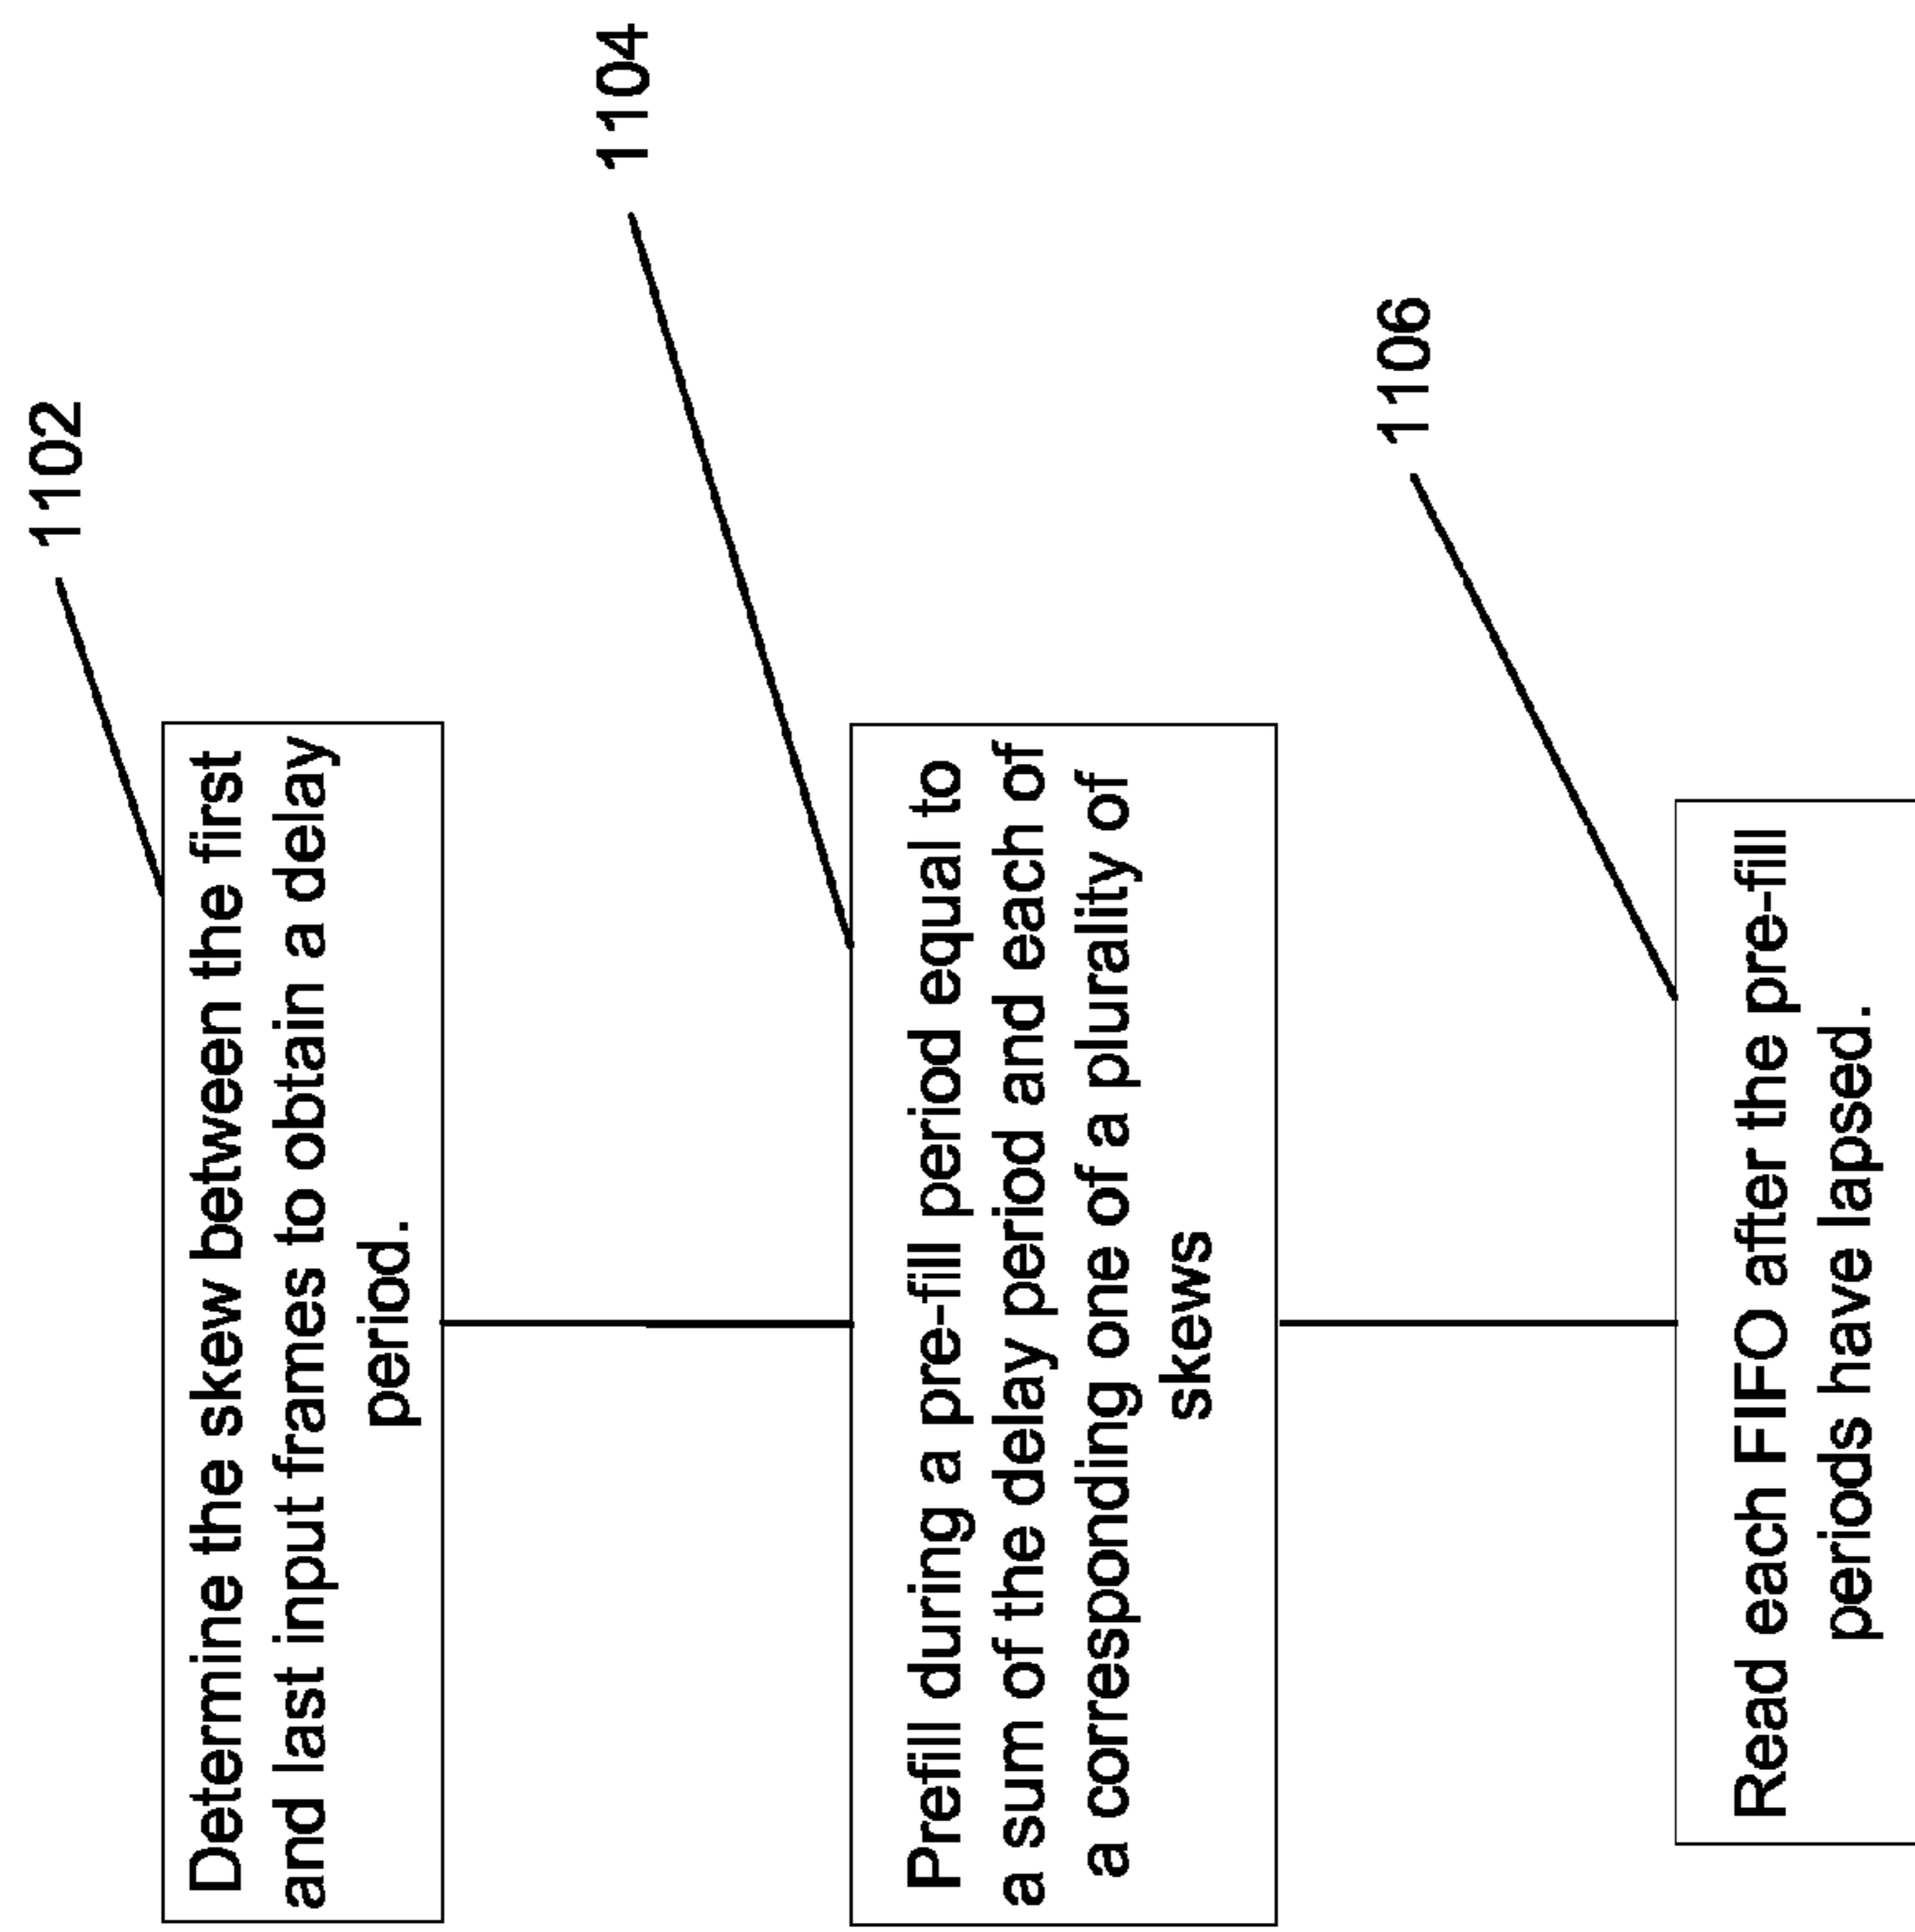 1102
Determine the skew between the first
and last input frames to obtain a delay
period.
1104
Prefill during a pre-fill period equal to
a sum of the delay period and each of
a corresponding one of a plurality of
skews
1106
Read each FIFO after the pre-fill
periods have lapsed.